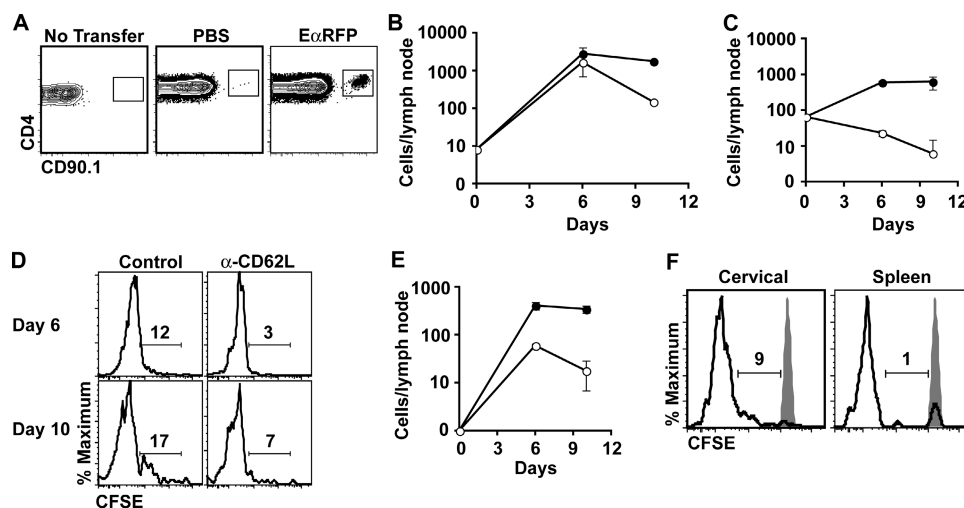 A
No Transfer
PBS
EαRFP
CD4
CD90.1
B
Cells/lymph node
10000
1000
100
10
0
0
6
9
12
Days
C
Cells/lymph node
10000
1000
100
10
0
0
3
6
9
12
Days
D
Control
α-CD62L
Day 6
12
3
Day 10
17
7
% Maximum
CFSE
E
Cells/lymph node
1000
100
10
0
0
3
6
9
12
Days
F
Cervical
Spleen
9
1
% Maximum
CFSE